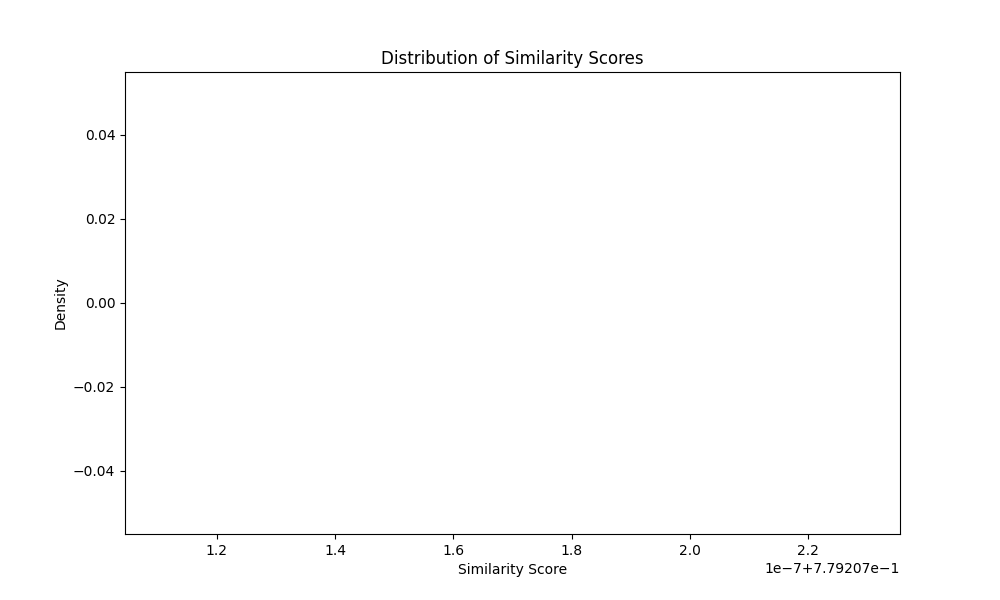 Distribution of Similarity Scores
Density
0.04
0.02
0.00
−0.02
−0.04
1.2 1.4 1.6 1.8 2.0 2.2
Similarity Score
1e−7+7.79207e−1